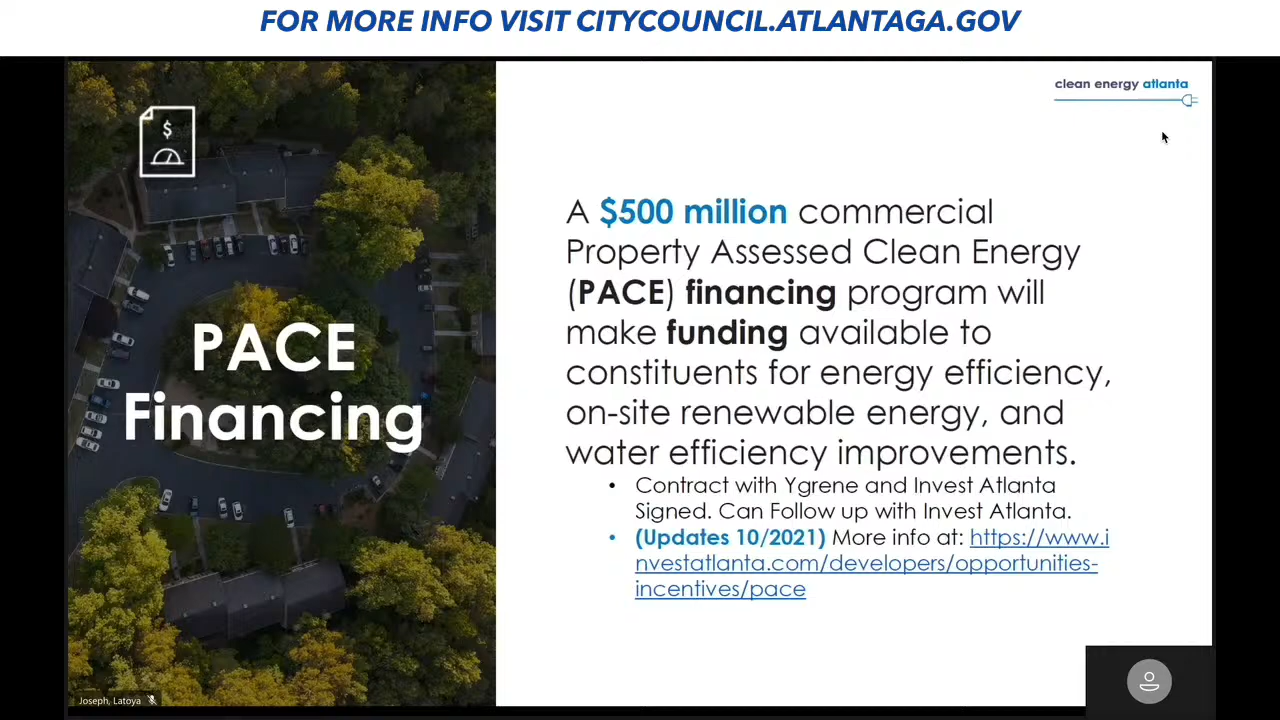 FOR MORE INFO VISIT CITYCOUNCIL.ATLANTAGA.GOV
clean energy atlanta
$
PACE
Financing
A $500 million commercial
Property Assessed Clean Energy
(PACE) financing program will
make funding available to
constituents for energy efficiency,
on-site renewable energy, and
water efficiency improvements.
• Contract with Ygrene and Invest Atlanta
Signed. Can Follow up with Invest Atlanta.
• (Updates 10/2021) More info at: https://www.i
nvestatlanta.com/developers/opportunities-
incentives/pace
Joseph, Latoya